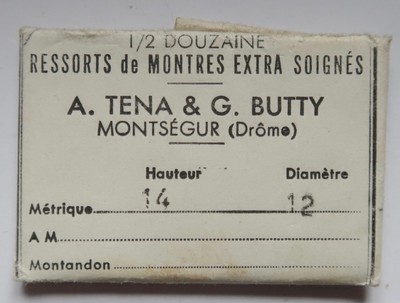 1/2 DOUZAINE
RESSORTS de MONTRES EXTRA SOIGNÉS
A. TENA & G. BUTTY
MONTSÉGUR (Drôme)
Hauteur Diamètre
Métrique 14 12
A M
Montandon